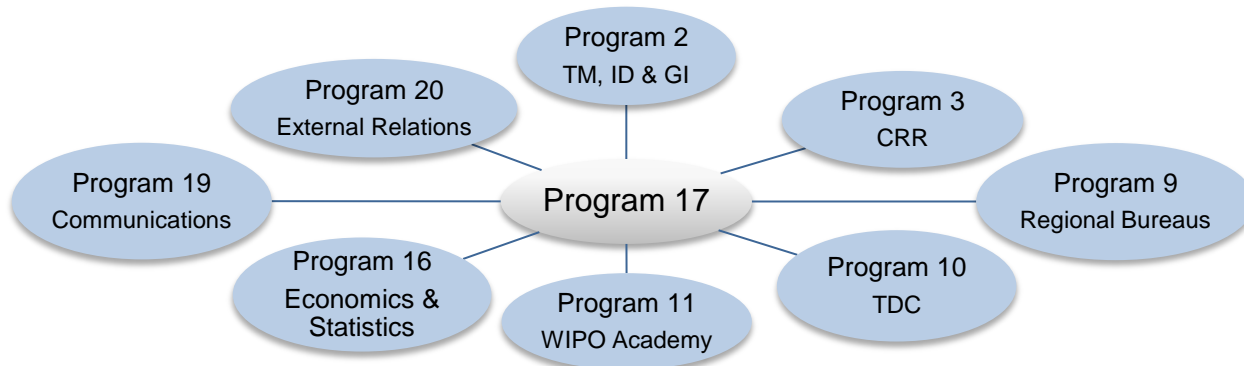 Program 2
TM, ID & GI
Program 20
External Relations
Program 3
CRR
Program 19
Communications
Program 17
Program 9
Regional Bureaus
Program 16
Economics &
Statistics
Program 11
WIPO Academy
Program 10
TDC